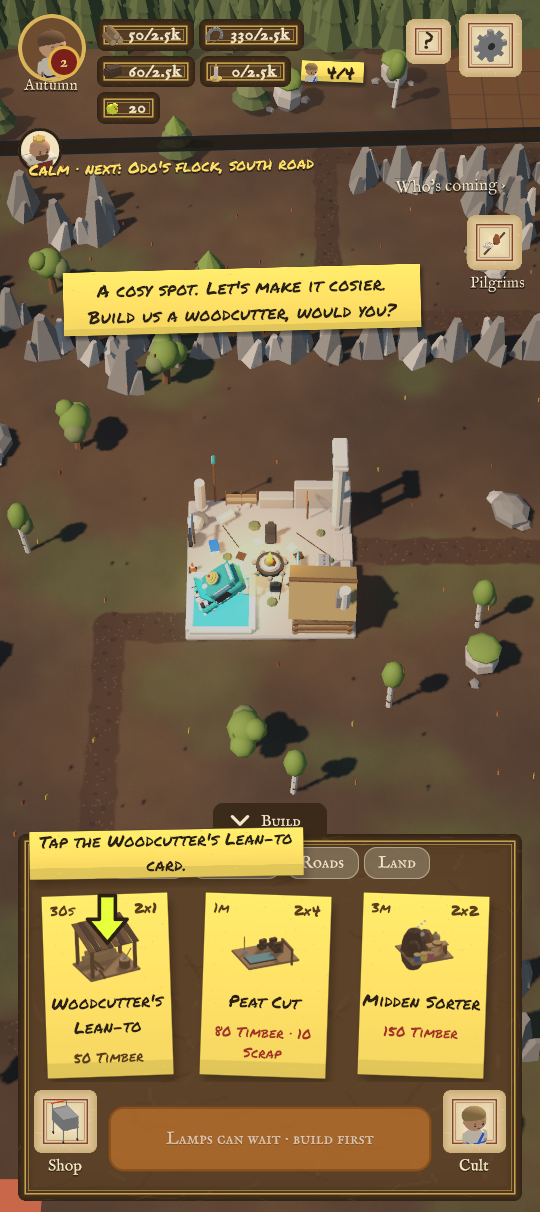 50/2.5k
330/2.5k
?
2
Autumn
60/2.5k
0/2.5k
4/4
20
Calm · next: Odo's flock, south road
Who's coming ›
Pilgrims
A cosy spot. Let's make it cosier.
Build us a woodcutter, would you?
Build
Tap the Woodcutter's Lean-to
card.
Roads
Land
30s
2x1
1m
2x4
3m
2x2
Woodcutter's
Lean-to
50 Timber
Peat Cut
80 Timber · 10
Scrap
Midden Sorter
150 Timber
Shop
Lamps can wait · build first
Cult